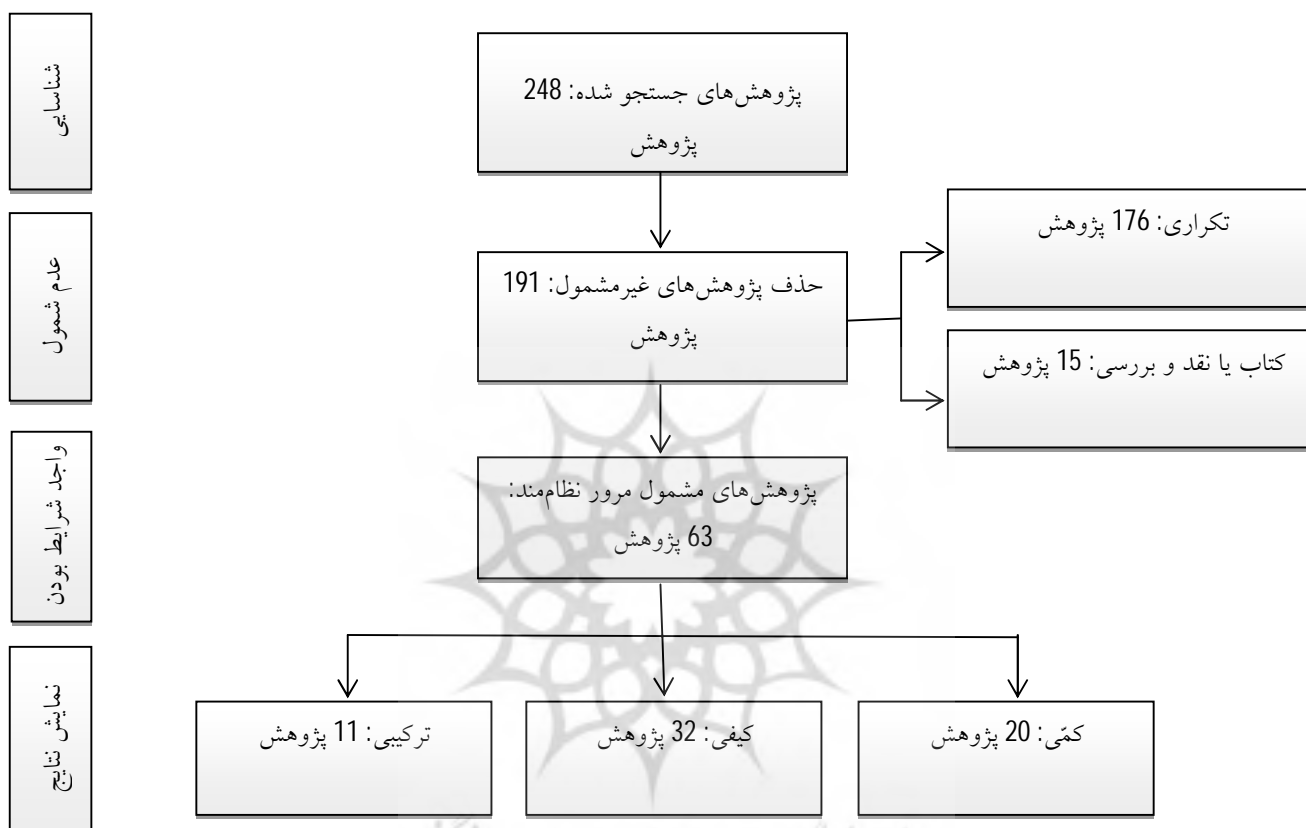 شناسایی
پژوهش‌های جستجو شده: 248
پژوهش
عدم شمول
حذف پژوهش‌های غیرمشمول: 191
پژوهش
تکراری: 176 پژوهش
کتاب یا نقد و بررسی: 15 پژوهش
واجد شرایط بودن
پژوهش‌های مشمول مرور نظام‌مند:
63 پژوهش
نمایش نتایج
کمّی: 20 پژوهش
کیفی: 32 پژوهش
ترکیبی: 11 پژوهش